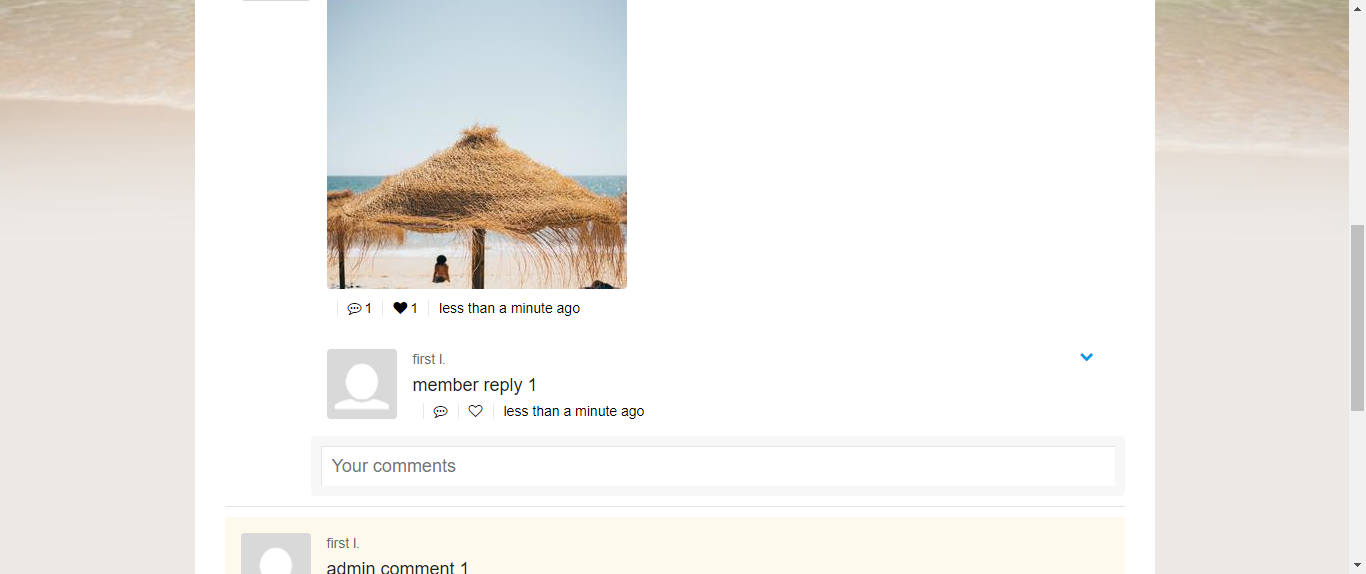 1 1 less than a minute ago
first l.
member reply 1
less than a minute ago
Your comments
first l.
admin comment 1